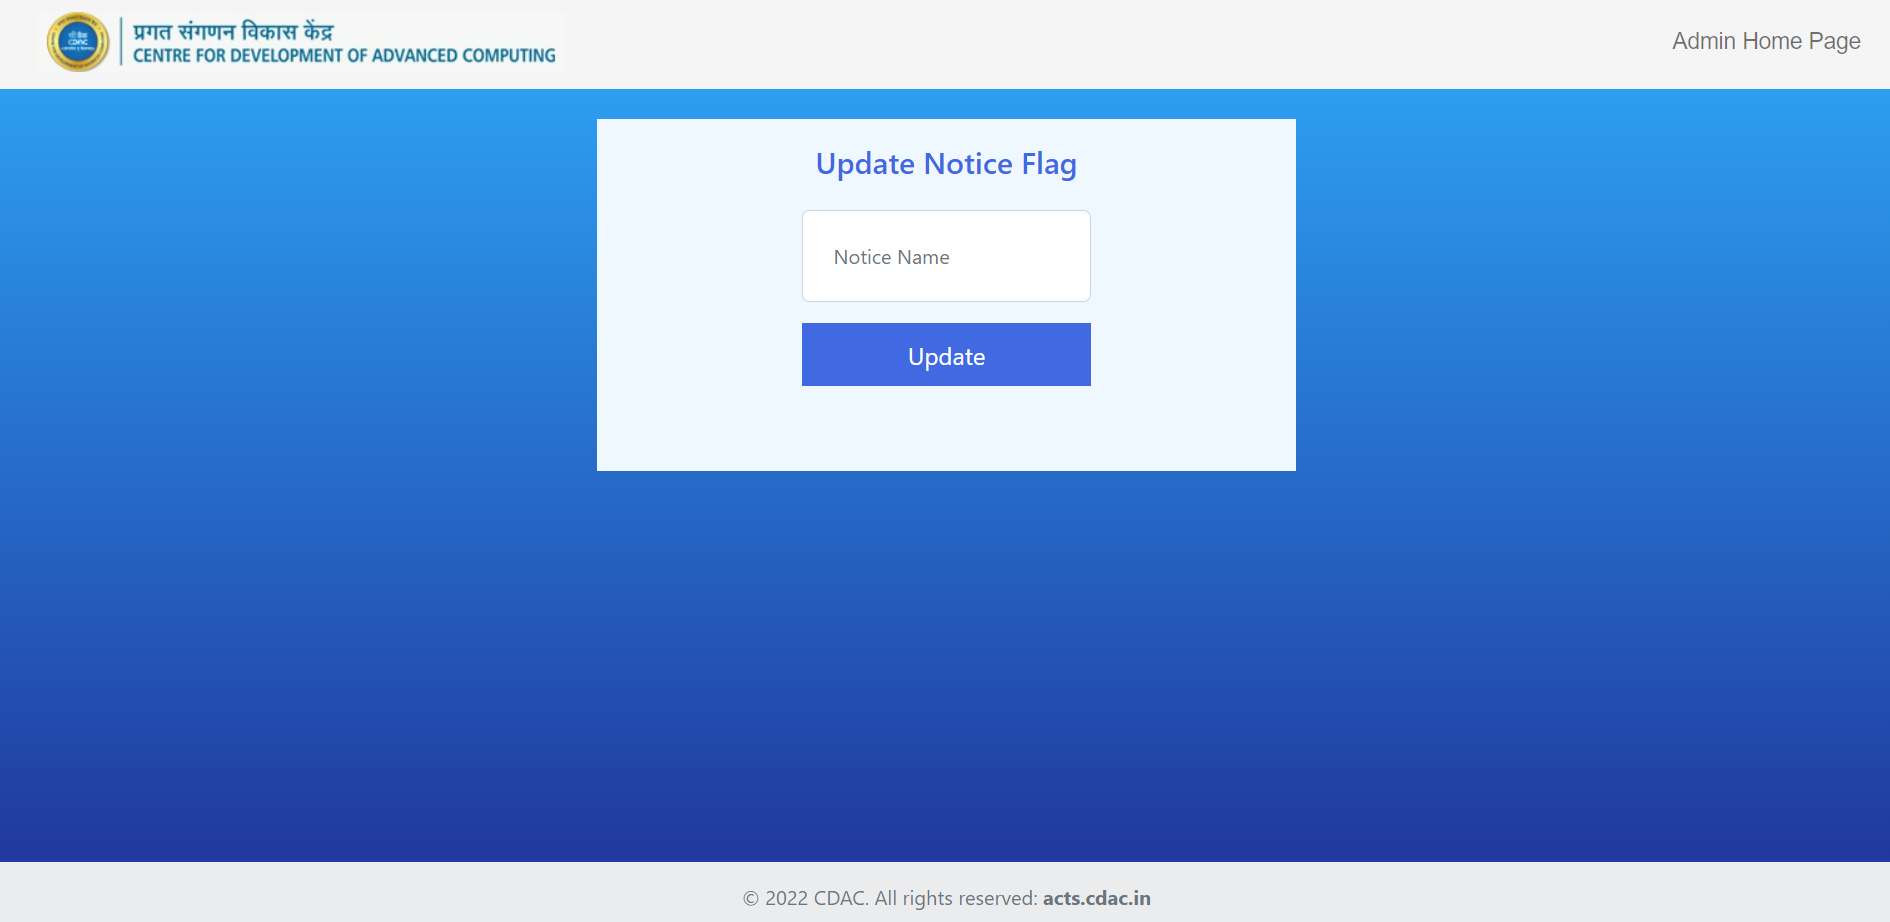 प्रगत संगणन विकास केंद्र
CENTRE FOR DEVELOPMENT OF ADVANCED COMPUTING
Admin Home Page
Update Notice Flag
Notice Name
Update
© 2022 CDAC. All rights reserved: acts.cdac.in